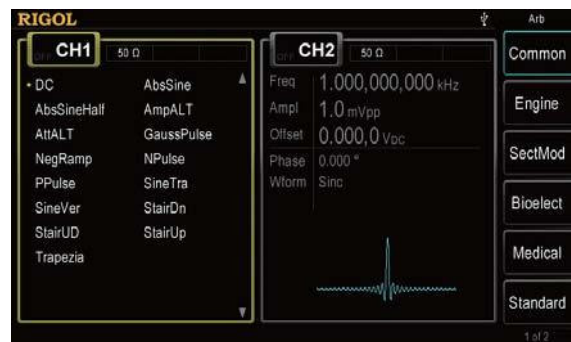 RIGOL Arb
OFF CH1 50 Ω
DC AbsSine
AbsSineHalf AmpALT
AttALT GaussPulse
NegRamp NPulse
PPulse SineTra
SineVer StairDn
StairUD StairUp
Trapezia
OFF CH2 50 Ω
Freq 1.000,000,000 kHz
Ampl 1.0 mVpp
Offset 0.000,0 VDC
Phase 0.000 °
Wform Sinc
Common
Engine
SectMod
Bioelect
Medical
Standard
1 of 2